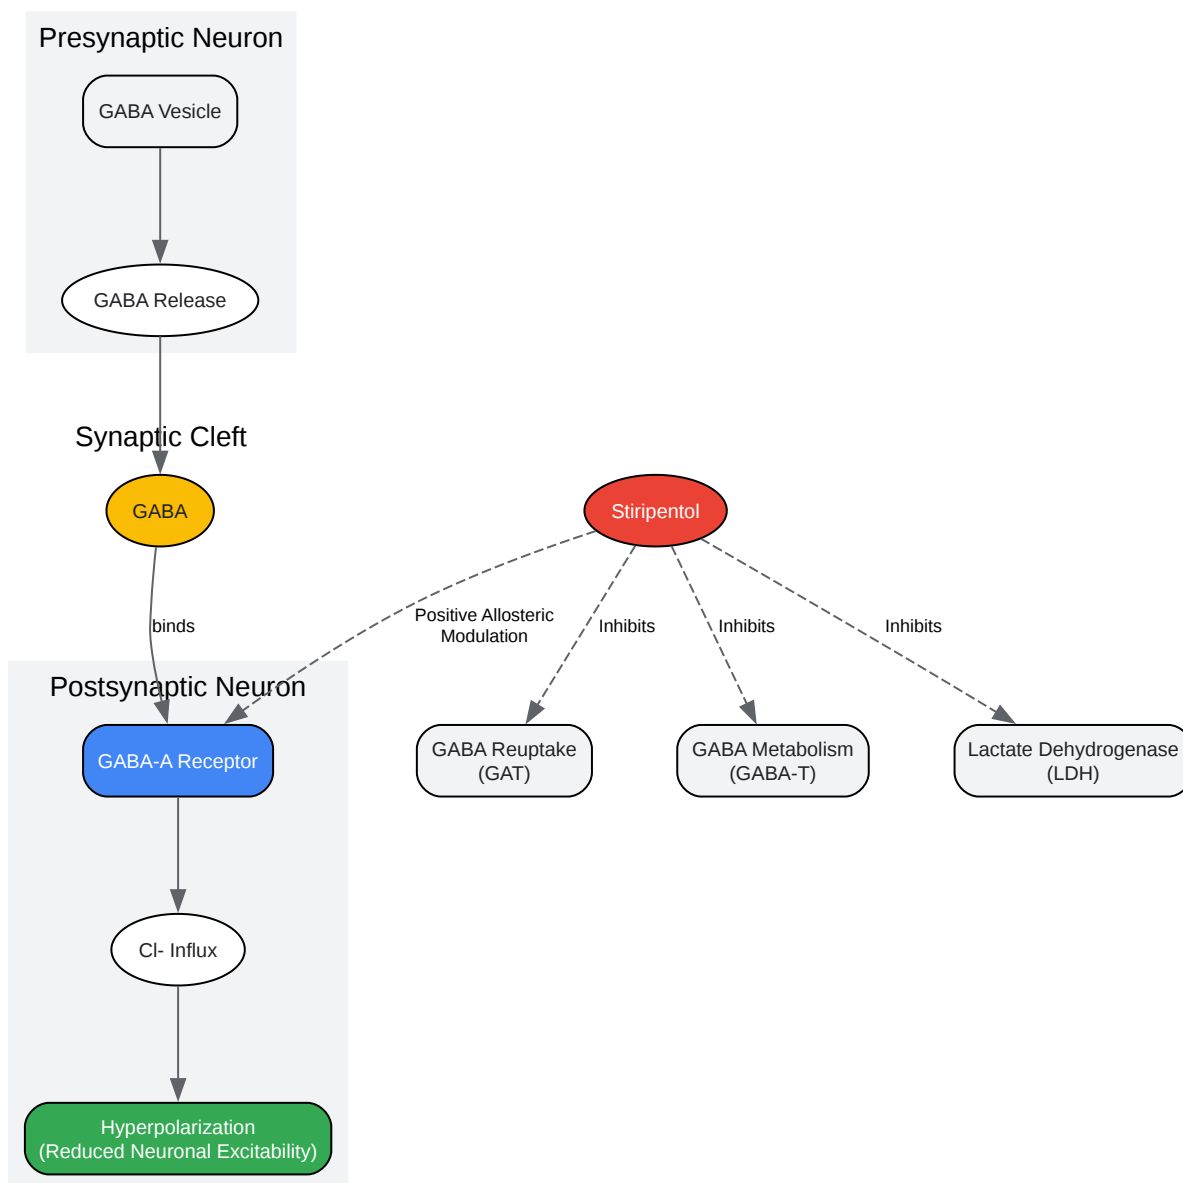 Presynaptic Neuron
GABA Vesicle
GABA Release
Synaptic Cleft
GABA
Stiripentol
binds
Positive Allosteric
Modulation
Inhibits
Inhibits
Inhibits
Postsynaptic Neuron
GABA-A Receptor
GABA Reuptake
(GAT)
GABA Metabolism
(GABA-T)
Lactate Dehydrogenase
(LDH)
Cl- Influx
Hyperpolarization
(Reduced Neuronal Excitability)